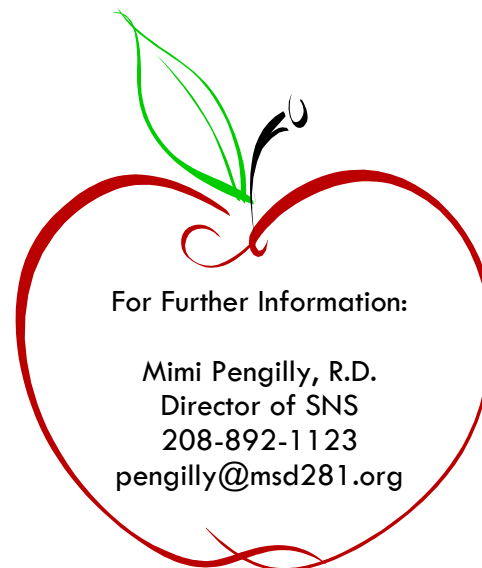 For Further Information:
Mimi Pengilly, R.D.
Director of SNS
208-892-1123
pengilly@msd281.org